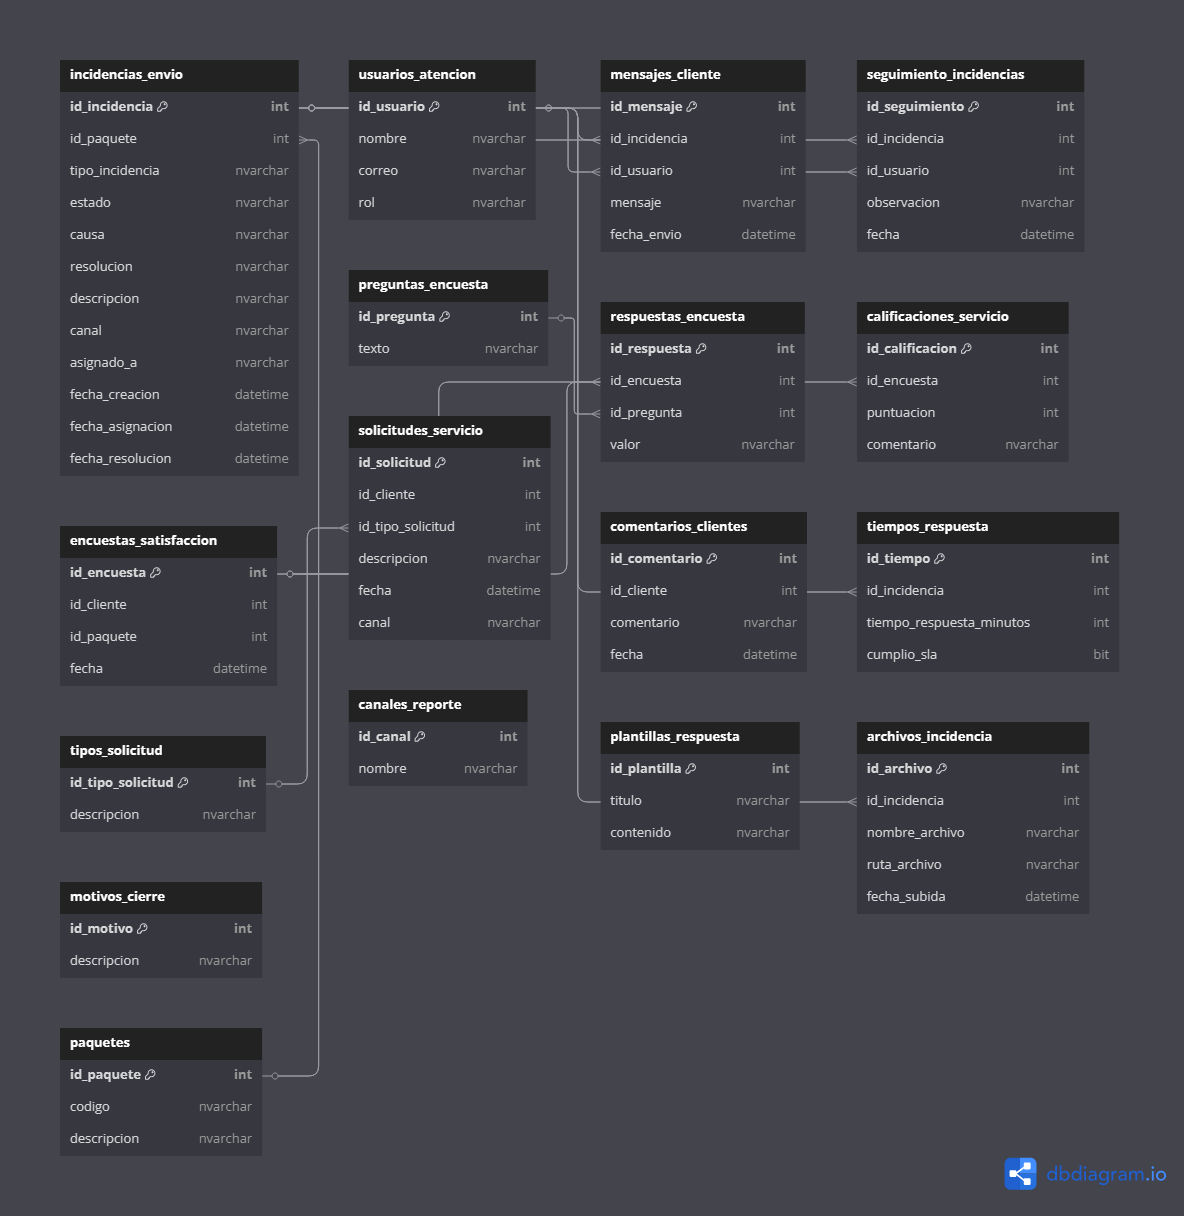 incidencias_envio
id_incidencia int
id_paquete int
tipo_incidencia nvarchar
estado nvarchar
causa nvarchar
resolucion nvarchar
descripcion nvarchar
canal nvarchar
asignado_a nvarchar
fecha_creacion datetime
fecha_asignacion datetime
fecha_resolucion datetime
encuestas_satisfaccion
id_encuesta int
id_cliente int
id_paquete int
fecha datetime
tipos_solicitud
id_tipo_solicitud int
descripcion nvarchar
motivos_cierre
id_motivo int
descripcion nvarchar
paquetes
id_paquete int
codigo nvarchar
descripcion nvarchar
usuarios_atencion
id_usuario int
nombre nvarchar
correo nvarchar
rol nvarchar
preguntas_encuesta
id_pregunta int
texto nvarchar
solicitudes_servicio
id_solicitud int
id_cliente int
id_tipo_solicitud int
descripcion nvarchar
fecha datetime
canal nvarchar
canales_reporte
id_canal int
nombre nvarchar
mensajes_cliente
id_mensaje int
id_incidencia int
id_usuario int
mensaje nvarchar
fecha_envio datetime
respuestas_encuesta
id_respuesta int
id_encuesta int
id_pregunta int
valor nvarchar
comentarios_clientes
id_comentario int
id_cliente int
comentario nvarchar
fecha datetime
plantillas_respuesta
id_plantilla int
titulo nvarchar
contenido nvarchar
seguimiento_incidencias
id_seguimiento int
id_incidencia int
id_usuario int
observacion nvarchar
fecha datetime
calificaciones_servicio
id_calificacion int
id_encuesta int
puntuacion int
comentario nvarchar
tiempos_respuesta
id_tiempo int
id_incidencia int
tiempo_respuesta_minutos int
cumplio_sla bit
archivos_incidencia
id_archivo int
id_incidencia int
nombre_archivo nvarchar
ruta_archivo nvarchar
fecha_subida datetime
dbdiagram.io